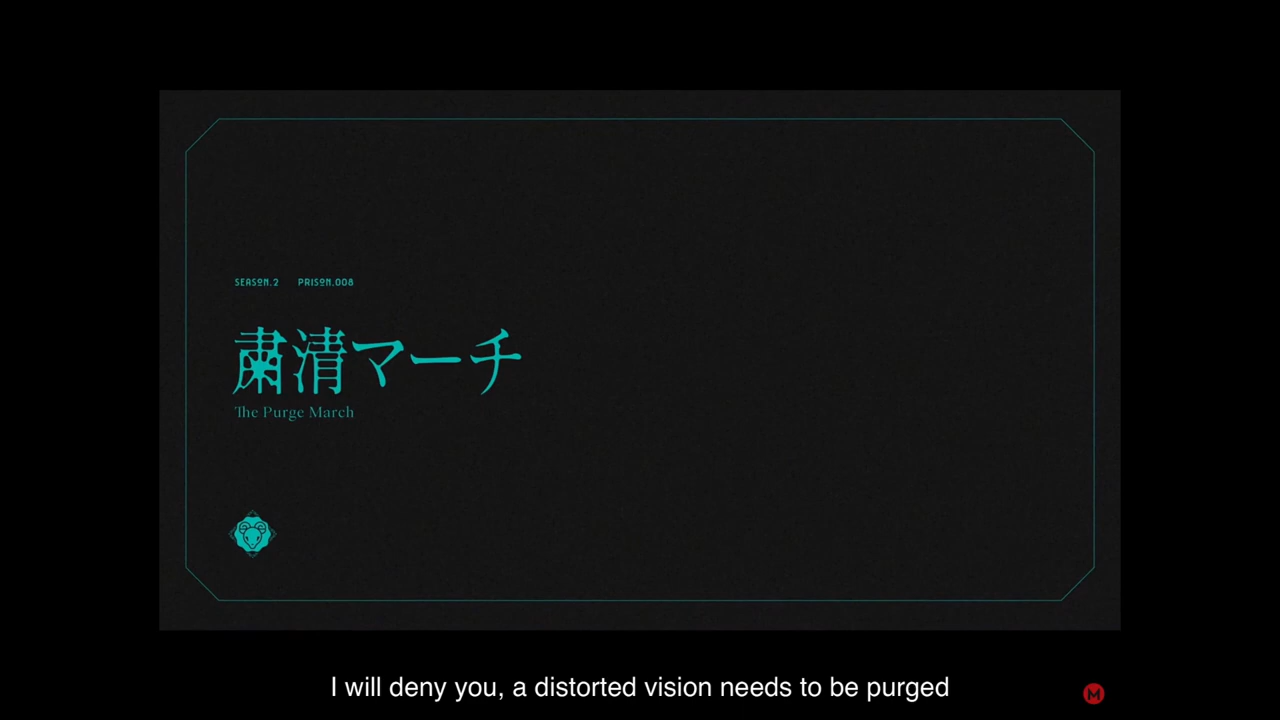 SEASON.2 PRISON.008
粛清マーチ
The Purge March
I will deny you, a distorted vision needs to be purged
M